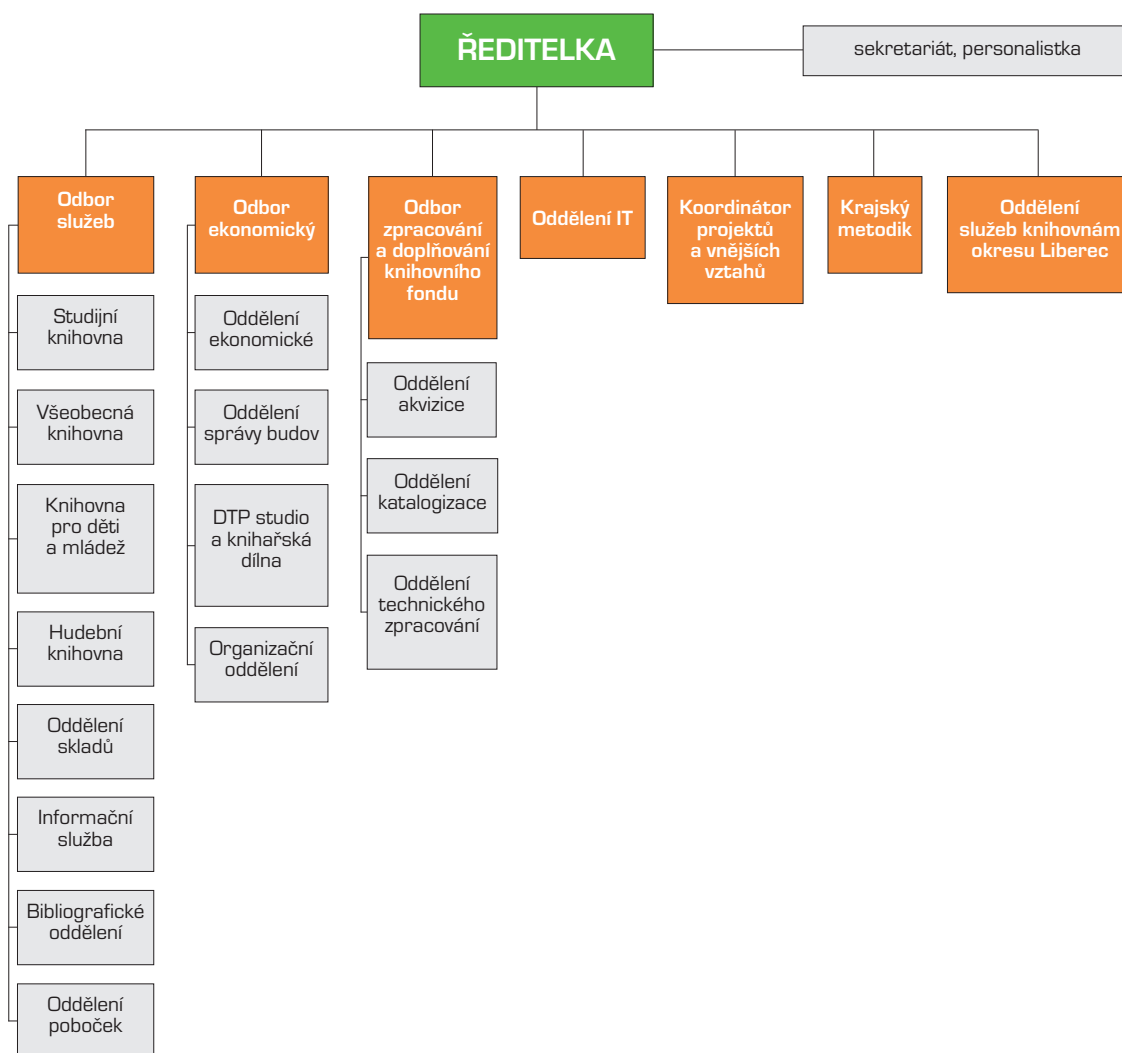 ŘEDITELKA
sekretariát, personalistka
Odbor
služeb
Studijní
knihovna
Všeobecná
knihovna
Knihovna
pro děti
a mládež
Hudební
knihovna
Oddělení
skladů
Informační
služba
Bibliografické
oddělení
Oddělení
poboček
Odbor
ekonomický
Oddělení
ekonomické
Oddělení
správy budov
DTP studio
a knihařská
dílna
Organizační
oddělení
Odbor
zpracování
a doplňování
knihovního
fondu
Oddělení
akvizice
Oddělení
katalogizace
Oddělení
technického
zpracování
Oddělení IT
Koordinátor
projektů
a vnějších
vztahů
Krajský
metodik
Oddělení
služeb knihovnám
okresu Liberec